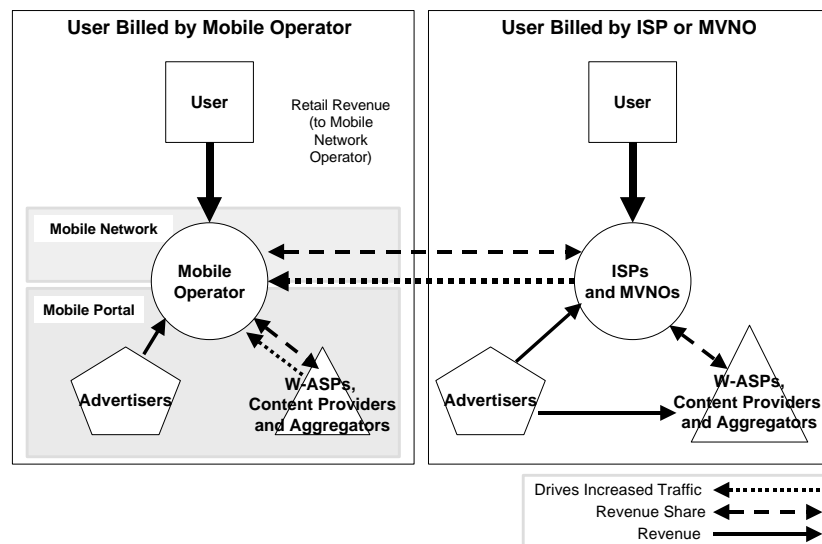 User Billed by Mobile Operator
User
Retail Revenue
(to Mobile
Network
Operator)
Mobile Network
Mobile
Operator
Mobile Portal
Advertisers
W-ASPs,
Content Providers
and Aggregators
User Billed by ISP or MVNO
User
ISPs
and MVNOs
Advertisers
W-ASPs,
Content Providers
and Aggregators
Drives Increased Traffic
Revenue Share
Revenue